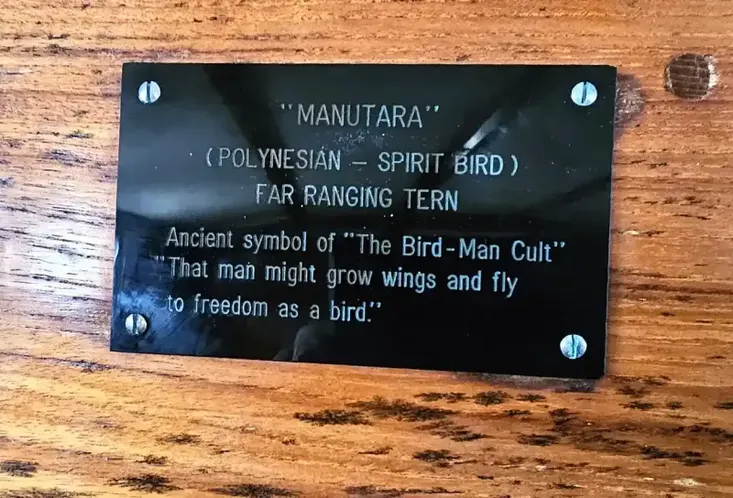 "MANUTARA"
(POLYNESIAN – SPIRIT BIRD)
FAR RANGING TERN
Ancient symbol of "The Bird-Man Cult"
"That man might grow wings and fly
to freedom as a bird."